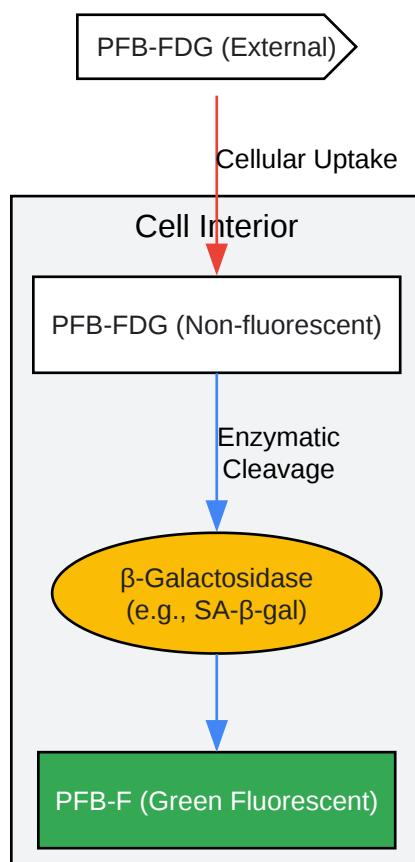 PFB-FDG (External)
Cellular Uptake
Cell Interior
PFB-FDG (Non-fluorescent)
Enzymatic
Cleavage
β-Galactosidase
(e.g., SA-β-gal)
PFB-F (Green Fluorescent)